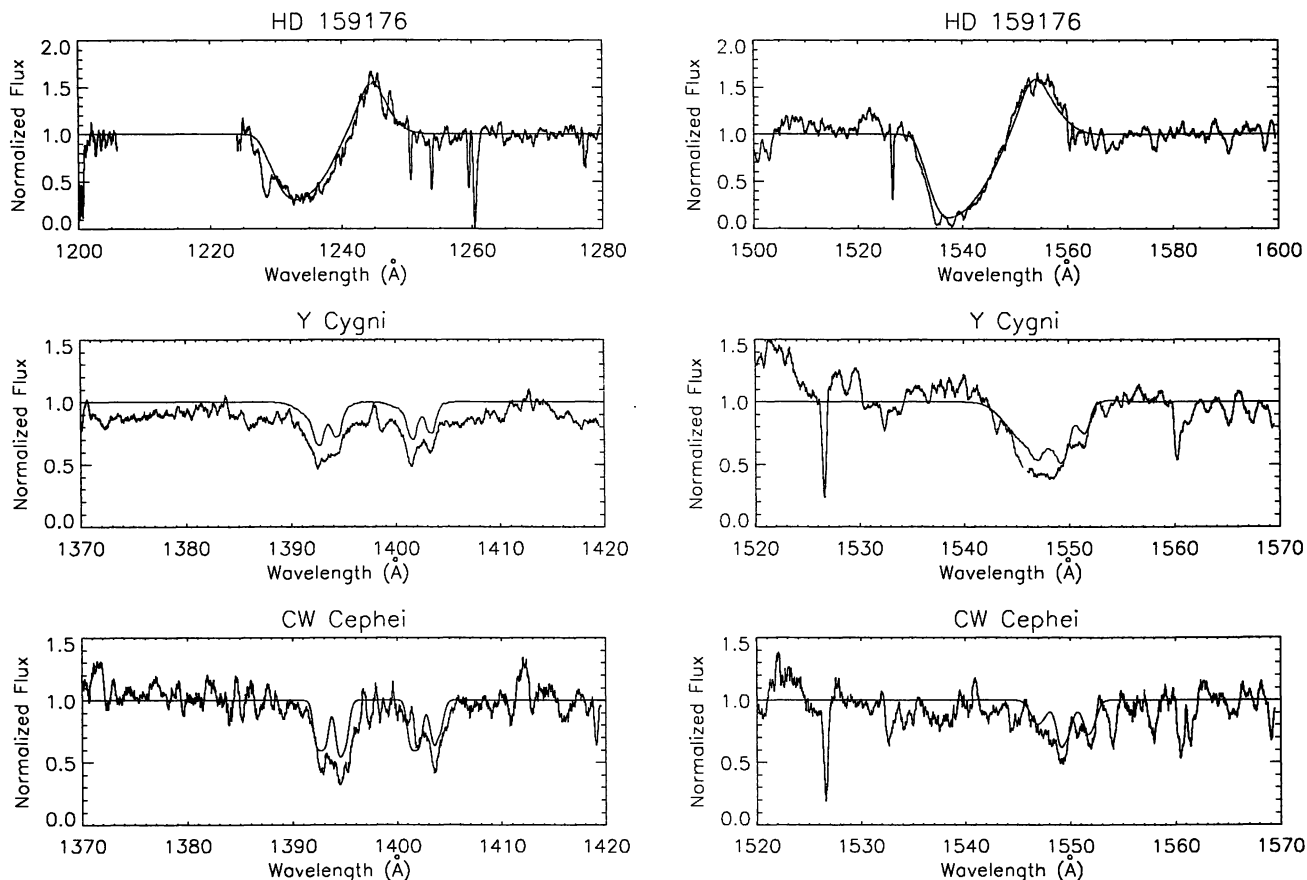 HD 159176
2.0
1.5
1.0
0.5
0.0
Normalized Flux
1200 1220 1240 1260 1280
Wavelength (Å)
HD 159176
2.0
1.5
1.0
0.5
0.0
Normalized Flux
1500 1520 1540 1560 1580 1600
Wavelength (Å)
Y Cygni
1.5
1.0
0.5
0.0
Normalized Flux
1370 1380 1390 1400 1410 1420
Wavelength (Å)
Y Cygni
1.5
1.0
0.5
0.0
Normalized Flux
1520 1530 1540 1550 1560 1570
Wavelength (Å)
CW Cephei
1.5
1.0
0.5
0.0
Normalized Flux
1370 1380 1390 1400 1410 1420
Wavelength (Å)
CW Cephei
1.5
1.0
0.5
0.0
Normalized Flux
1520 1530 1540 1550 1560 1570
Wavelength (Å)